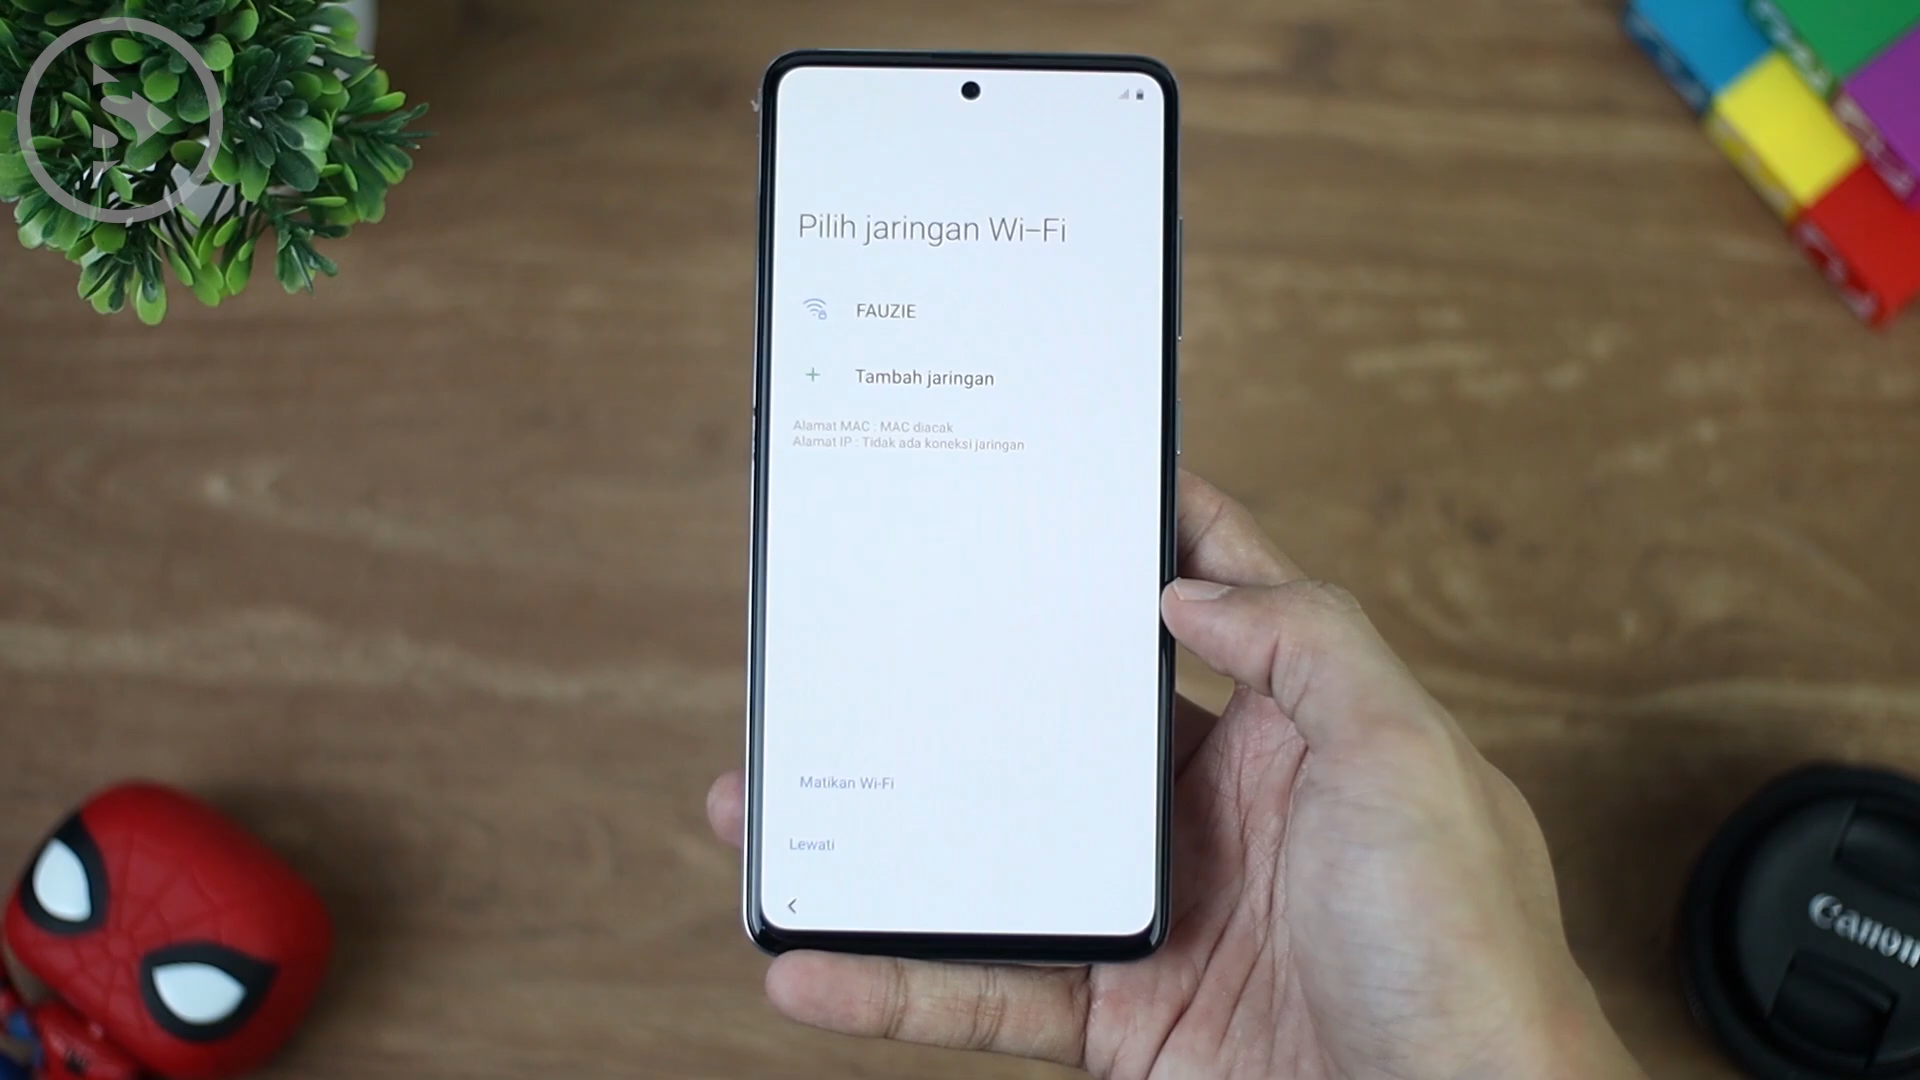 Pilih jaringan Wi-Fi
FAUZIE
Tambah jaringan
Alamat MAC : MAC diacak
Alamat IP : Tidak ada koneksi jaringan
Matikan Wi-Fi
Lewati
Canon